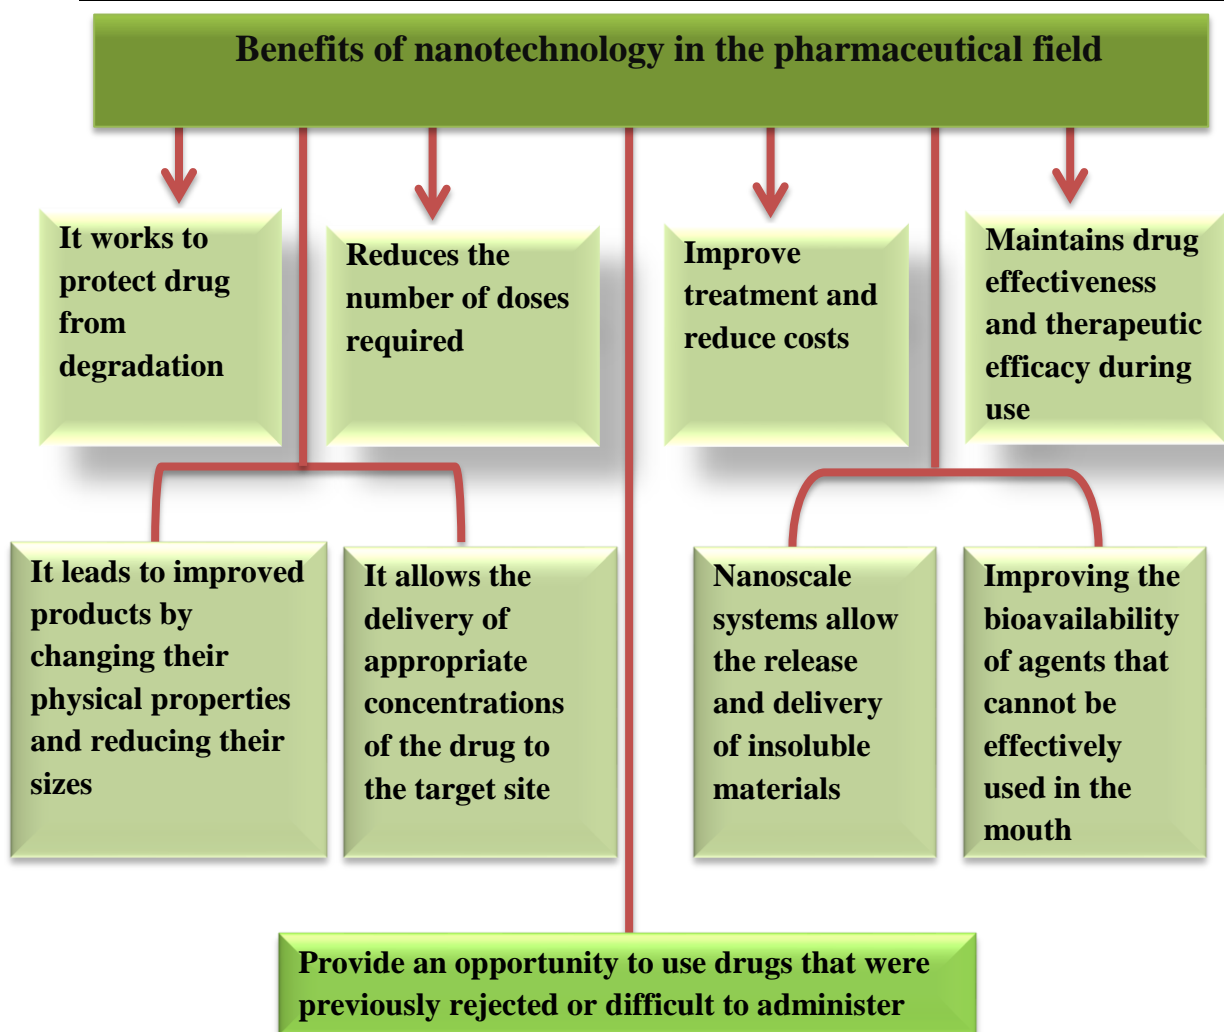 Benefits of nanotechnology in the pharmaceutical field
It works to
protect drug
from
degradation
Reduces the
number of doses
required
Improve
treatment and
reduce costs
Maintains drug
effectiveness
and therapeutic
efficacy during
use
It leads to improved
products by
changing their
physical properties
and reducing their
sizes
It allows the
delivery of
appropriate
concentrations
of the drug to
the target site
Nanoscale
systems allow
the release
and delivery
of insoluble
materials
Improving the
bioavailability
of agents that
cannot be
effectively
used in the
mouth
Provide an opportunity to use drugs that were
previously rejected or difficult to administer